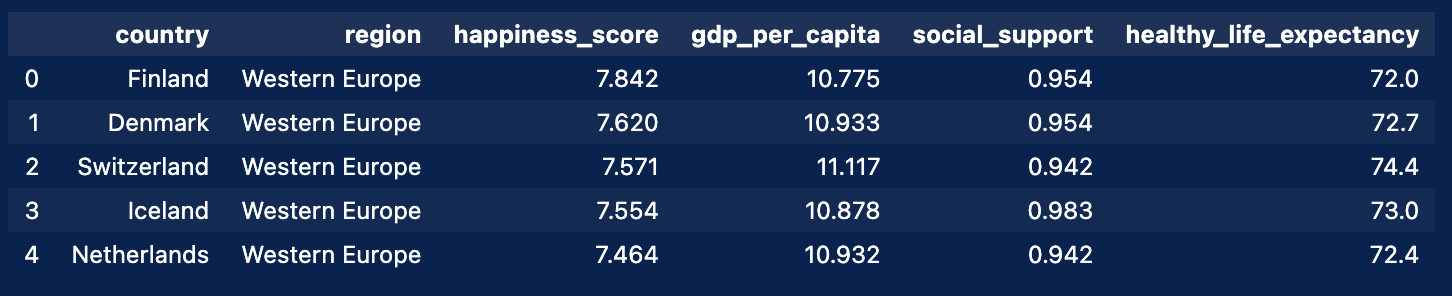 country region happiness_score gdp_per_capita social_support healthy_life_expectancy
0 Finland Western Europe 7.842 10.775 0.954 72.0
1 Denmark Western Europe 7.620 10.933 0.954 72.7
2 Switzerland Western Europe 7.571 11.117 0.942 74.4
3 Iceland Western Europe 7.554 10.878 0.983 73.0
4 Netherlands Western Europe 7.464 10.932 0.942 72.4